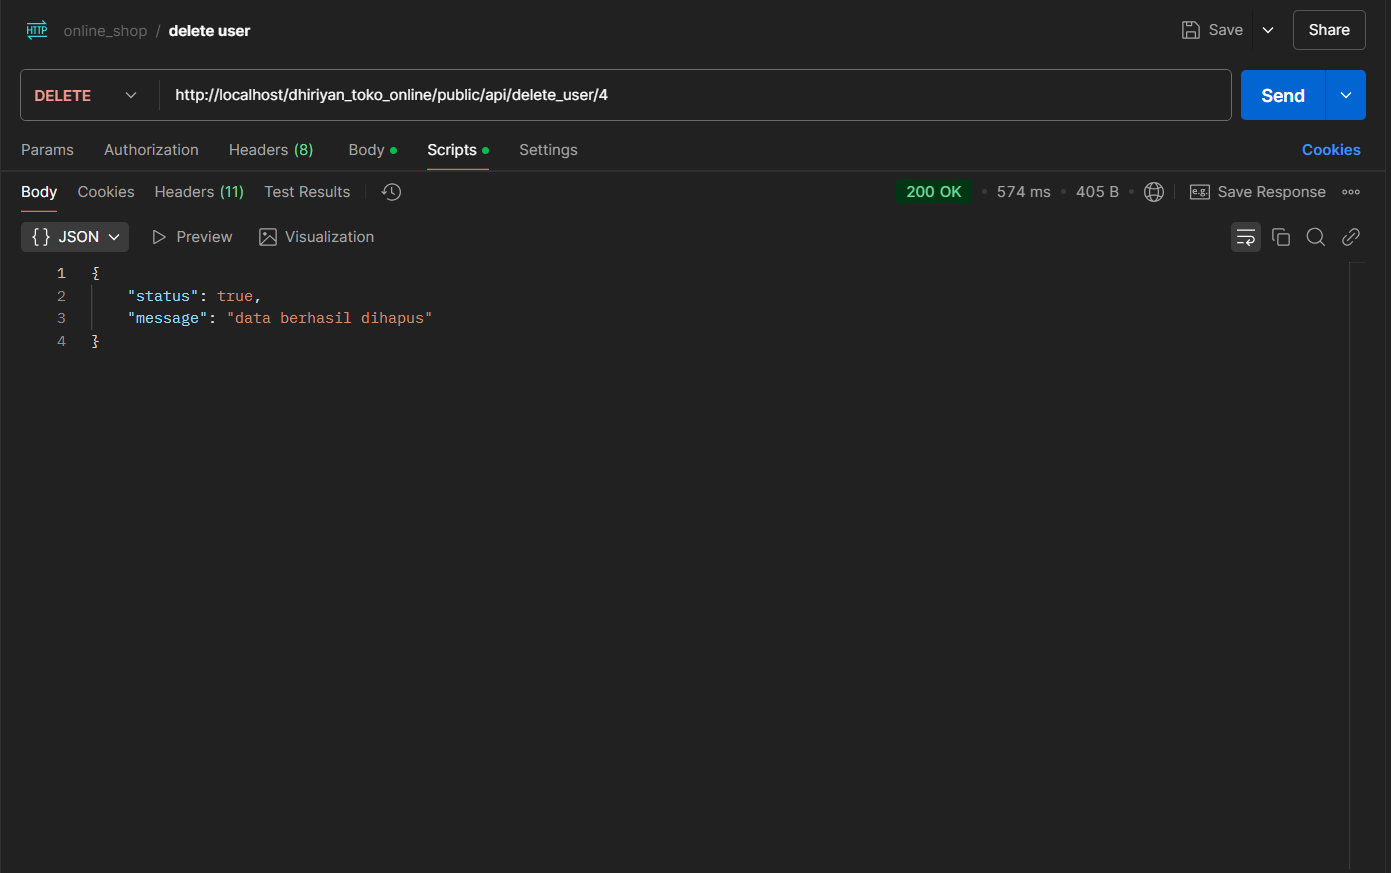 HTTP online_shop / delete user Save Share
DELETE http://localhost/dhiriyan_toko_online/public/api/delete_user/4 Send
Params Authorization Headers (8) Body Scripts Settings Cookies
Body Cookies Headers (11) Test Results 200 OK 574 ms 405 B e.g. Save Response
{} JSON Preview Visualization
1 {
2 "status": true,
3 "message": "data berhasil dihapus"
4 }